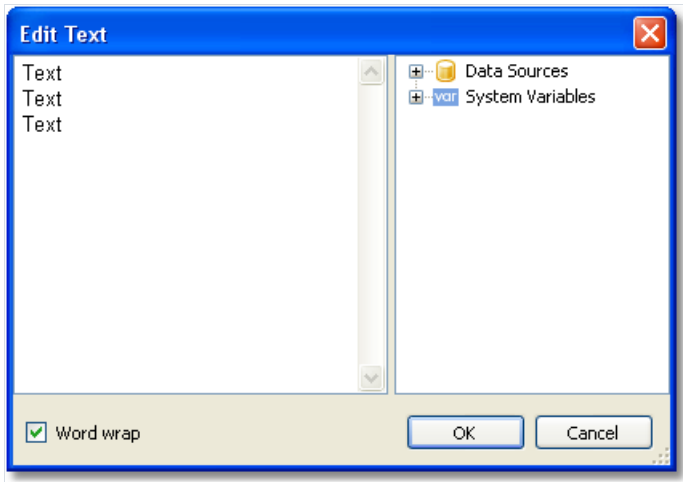 Edit Text
Text
Text
Text
Data Sources
var System Variables
Word wrap
OK
Cancel